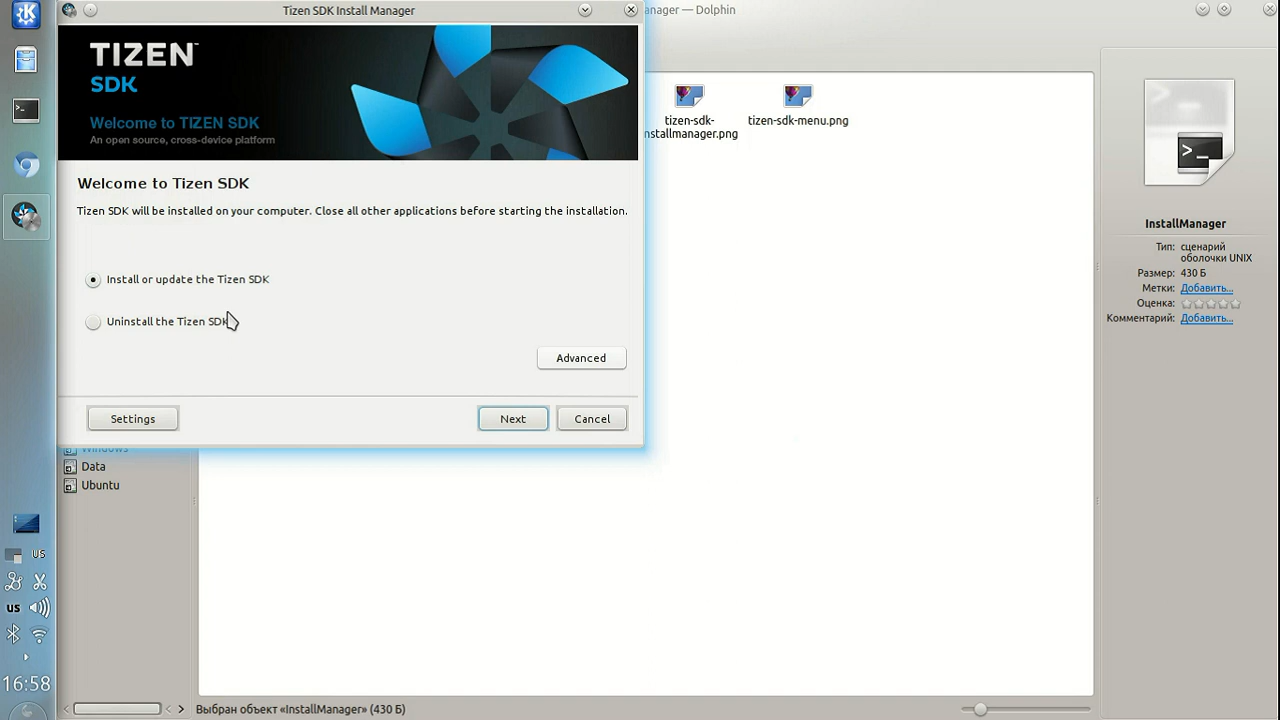 Tizen SDK Install Manager
anager — Dolphin
TIZEN™
SDK
Welcome to TIZEN SDK
An open source, cross-device platform
Welcome to Tizen SDK
Tizen SDK will be installed on your computer. Close all other applications before starting the installation.
Install or update the Tizen SDK
Uninstall the Tizen SDK
Advanced
Settings
Next
Cancel
tizen-sdk-
nstallmanager.png
tizen-sdk-menu.png
InstallManager
Тип: сценарий
оболочки UNIX
Размер: 430 Б
Метки: Добавить...
Оценка:
Комментарий: Добавить...
Windows
Data
Ubuntu
US
us
16:58
Выбран объект «InstallManager» (430 Б)